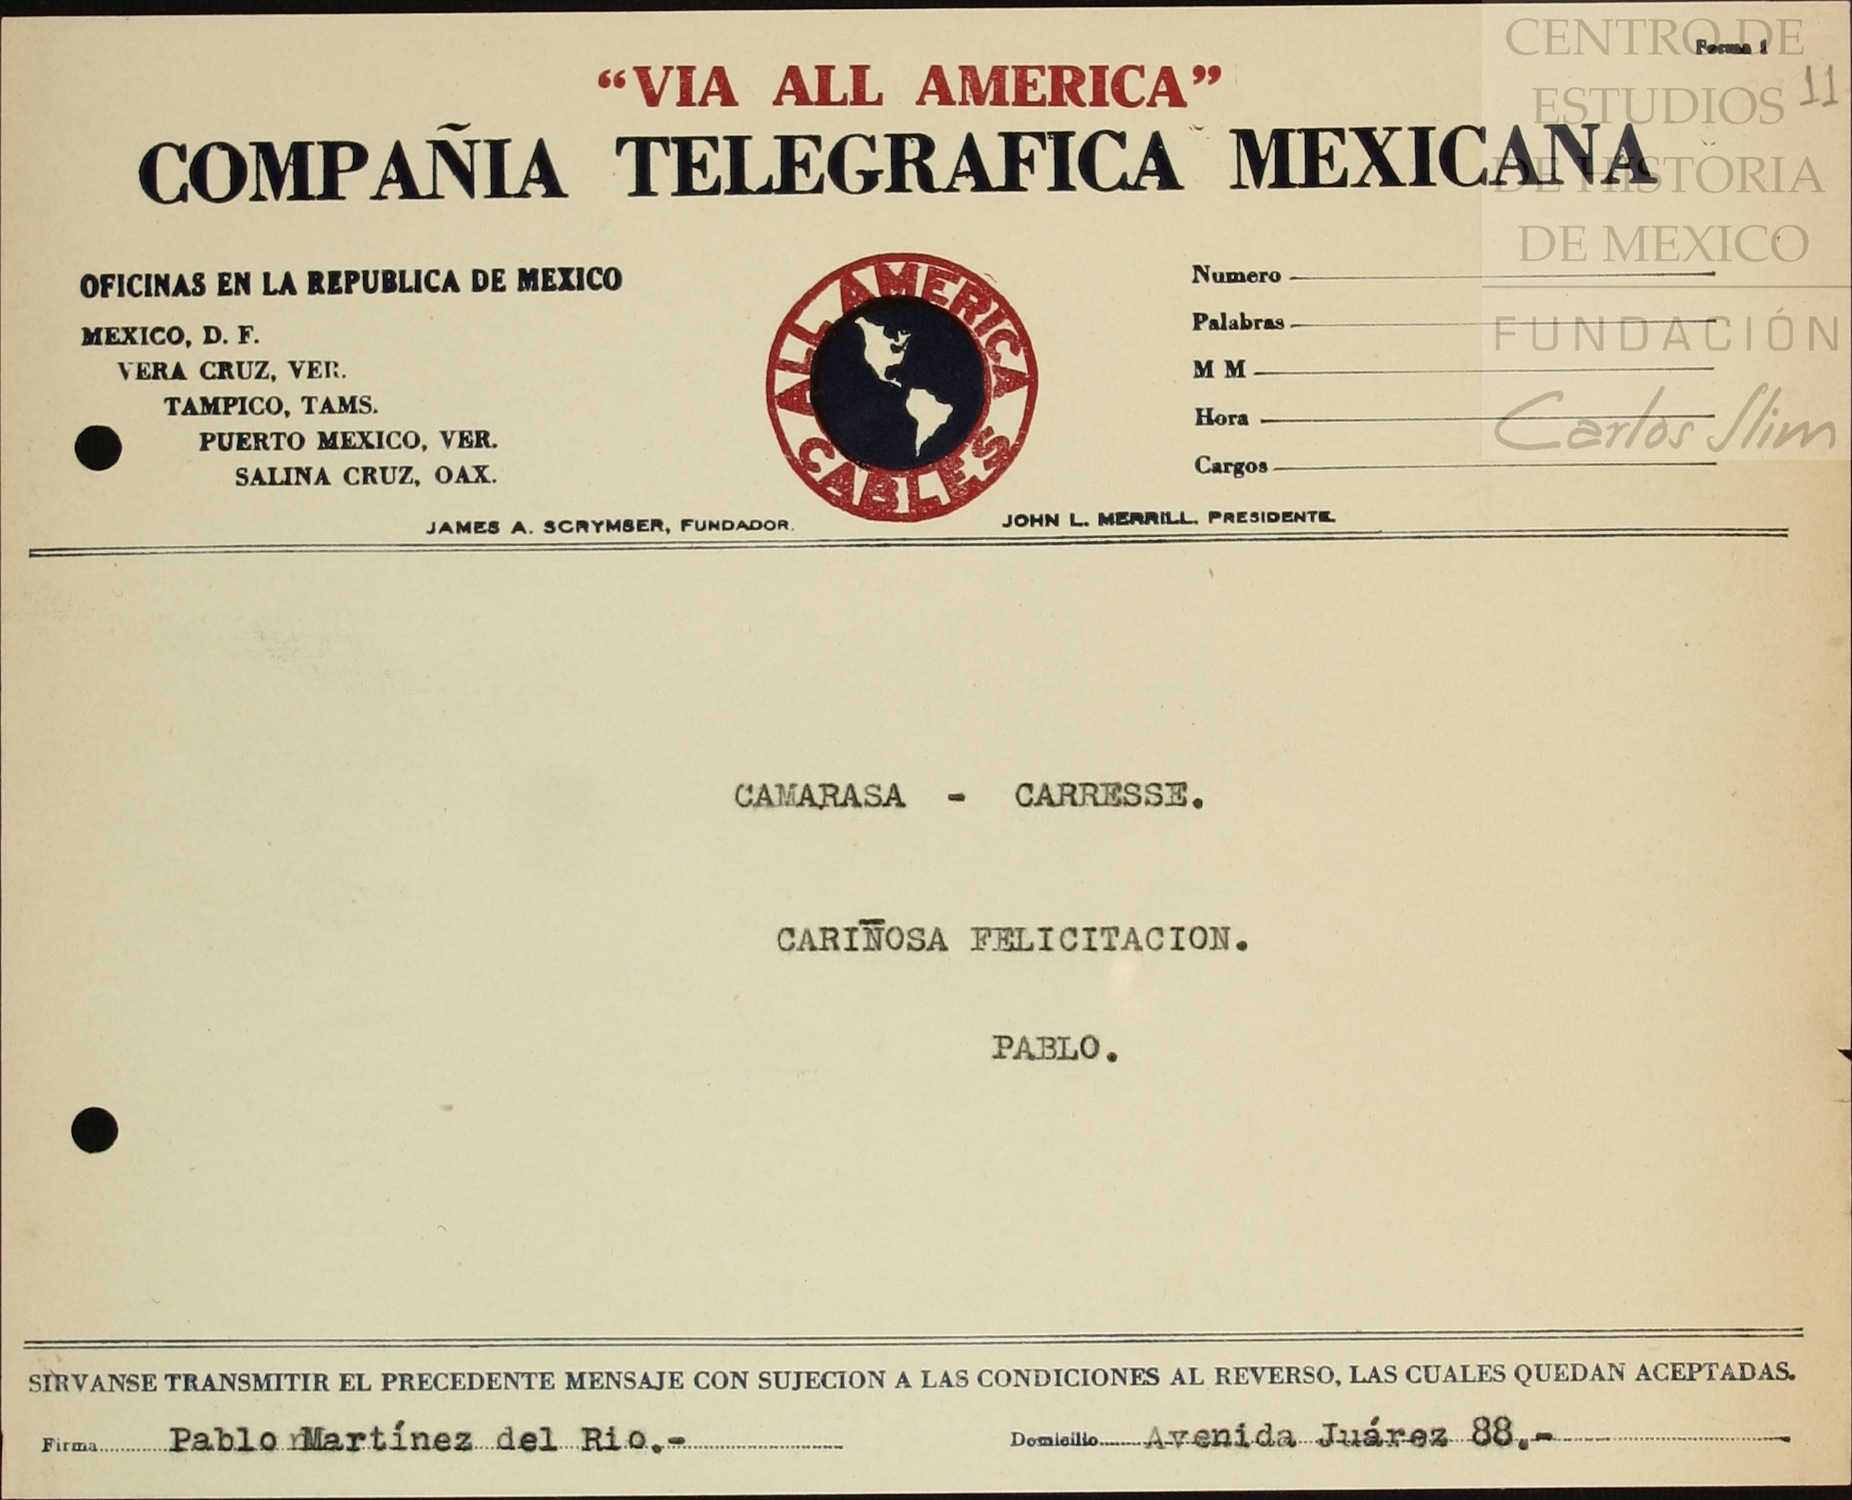 Forma 1
11
"VIA ALL AMERICA"
COMPAÑIA TELEGRAFICA MEXICANA
OFICINAS EN LA REPUBLICA DE MEXICO
MEXICO, D. F.
VERA CRUZ, VER.
TAMPICO, TAMS.
PUERTO MEXICO, VER.
SALINA CRUZ, OAX.
ALL AMERICA
CABLES
Numero
Palabras
M M
Hora
Cargos
JAMES A. SCRYMSER, FUNDADOR.
JOHN L. MERRILL. PRESIDENTE.
CENTRO DE
ESTUDIOS
DE HISTORIA
DE MEXICO
FUNDACIÓN
Carlos Slim
CAMARASA - CARRESSE.
CARIÑOSA FELICITACION.
PABLO.
SIRVANSE TRANSMITIR EL PRECEDENTE MENSAJE CON SUJECION A LAS CONDICIONES AL REVERSO, LAS CUALES QUEDAN ACEPTADAS.
Firma Pablo Martínez del Rio.-
Domicilio Avenida Juárez 88.-